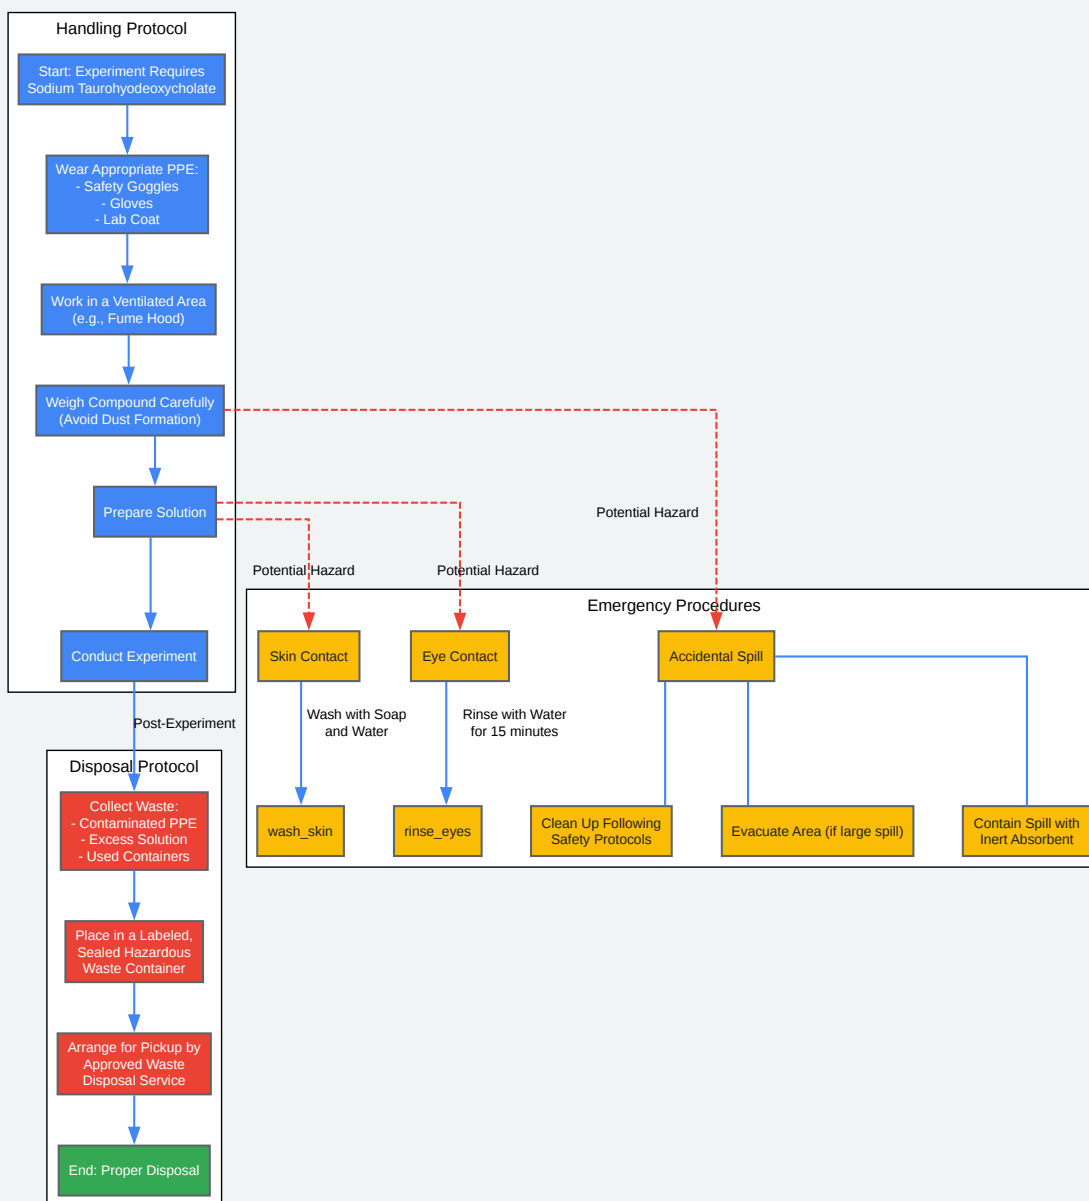 Handling Protocol
Start: Experiment Requires
Sodium Taurohyodeoxycholate
Wear Appropriate PPE:
- Safety Goggles
- Gloves
- Lab Coat
Work in a Ventilated Area
(e.g., Fume Hood)
Weigh Compound Carefully
(Avoid Dust Formation)
Prepare Solution
Conduct Experiment
Potential Hazard
Potential Hazard
Potential Hazard
Emergency Procedures
Skin Contact
Eye Contact
Accidental Spill
Wash with Soap
and Water
Rinse with Water
for 15 minutes
wash_skin
rinse_eyes
Clean Up Following
Safety Protocols
Evacuate Area (if large spill)
Contain Spill with
Inert Absorbent
Post-Experiment
Disposal Protocol
Collect Waste:
- Contaminated PPE
- Excess Solution
- Used Containers
Place in a Labeled,
Sealed Hazardous
Waste Container
Arrange for Pickup by
Approved Waste
Disposal Service
End: Proper Disposal